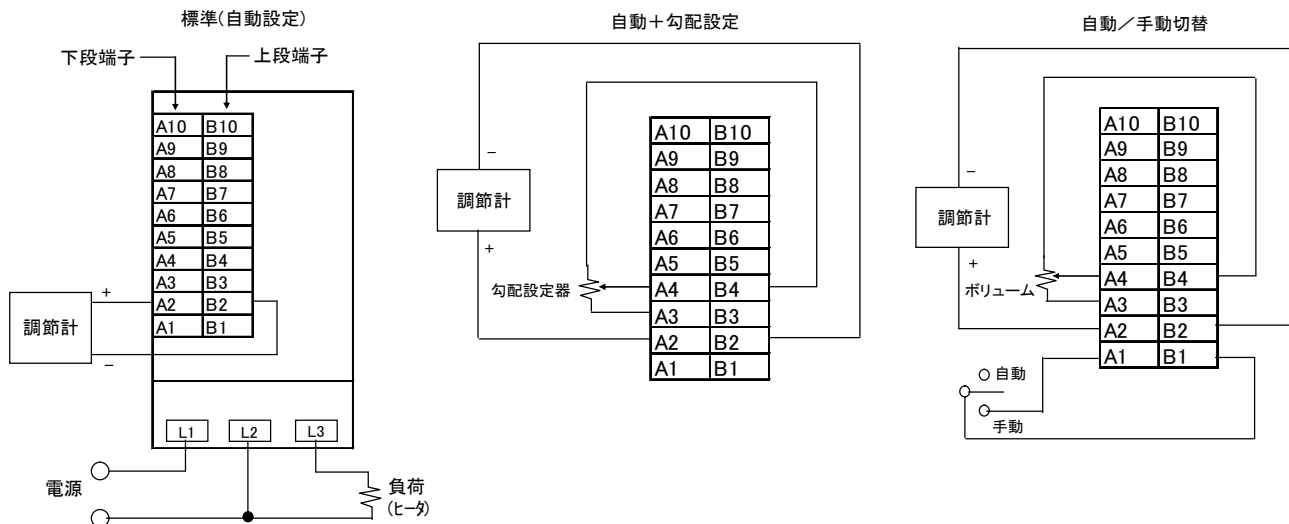 標準(自動設定)
下段端子
上段端子
A10 B10
A9 B9
A8 B8
A7 B7
A6 B6
A5 B5
A4 B4
A3 B3
A2 B2
A1 B1
調節計
+
−
L1 L2 L3
電源
負荷
(ヒータ)
自動+勾配設定
A10 B10
A9 B9
A8 B8
A7 B7
A6 B6
A5 B5
A4 B4
A3 B3
A2 B2
A1 B1
−
調節計
+
勾配設定器
自動/手動切替
A10 B10
A9 B9
A8 B8
A7 B7
A6 B6
A5 B5
A4 B4
A3 B3
A2 B2
A1 B1
−
調節計
+
ボリューム
自動
手動